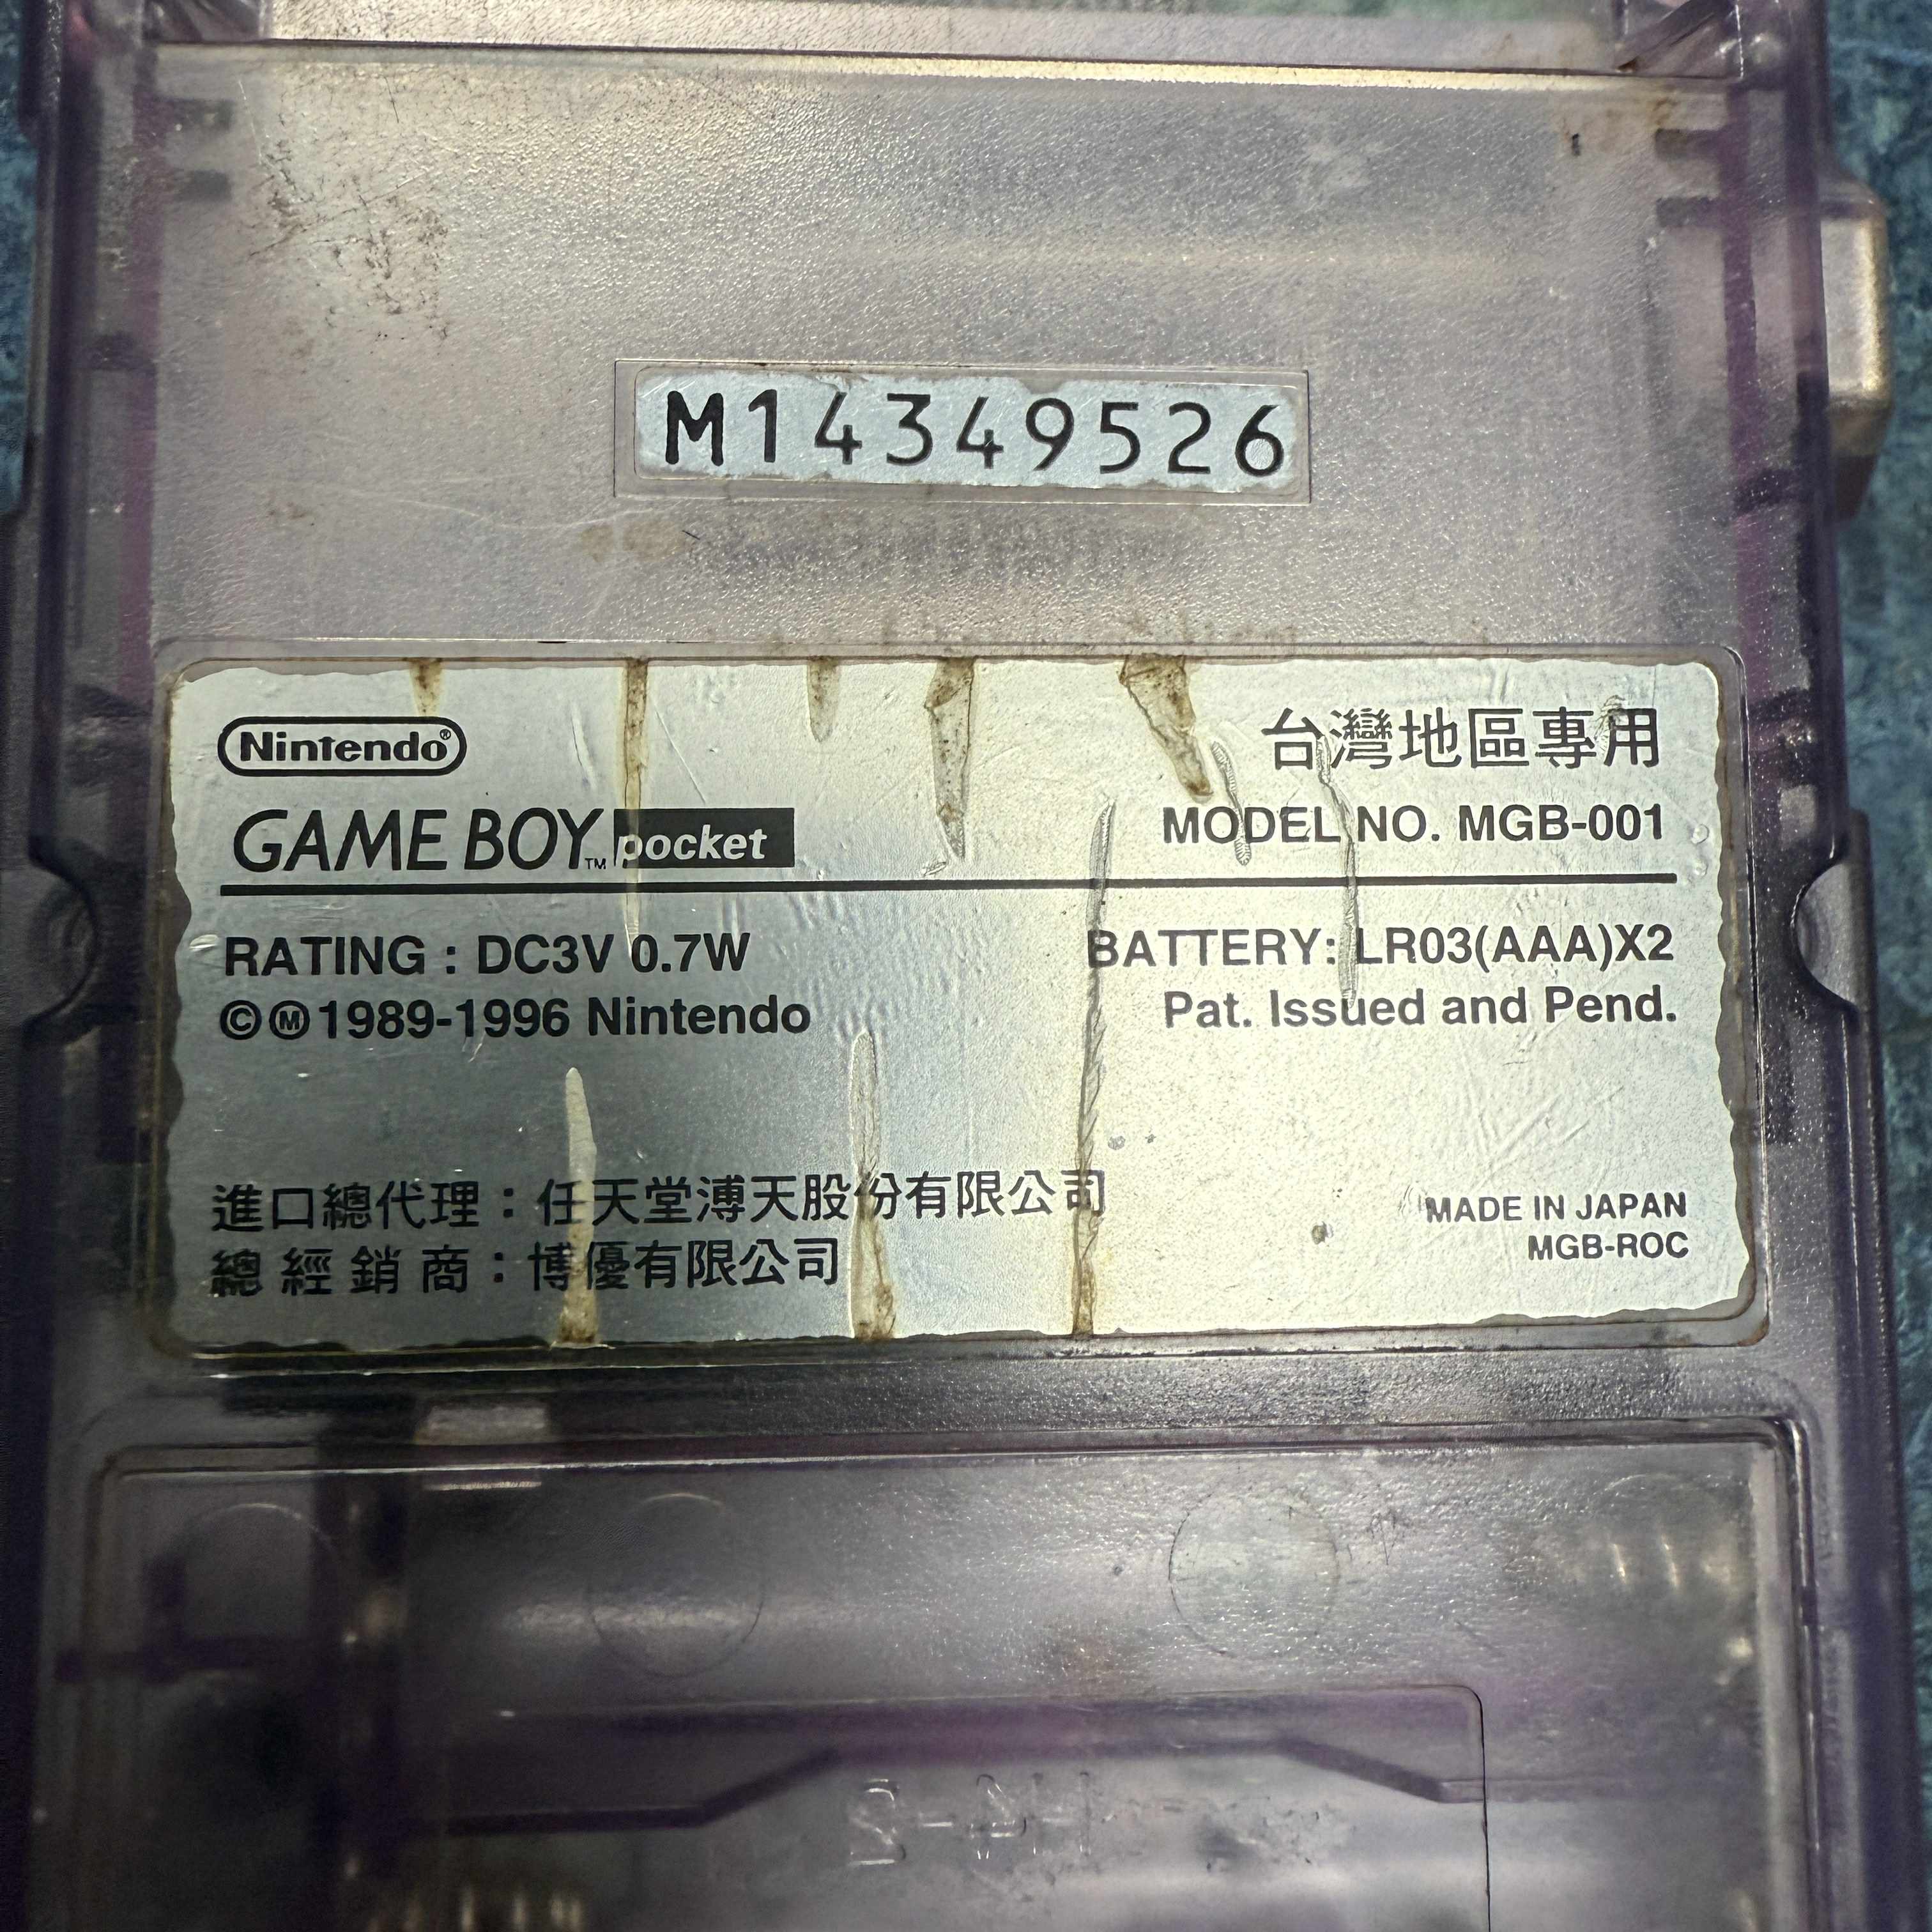 M14349526
Nintendo®
台灣地區專用
GAME BOY™ pocket
MODEL NO. MGB-001
RATING : DC3V 0.7W
BATTERY: LR03(AAA)X2
©Ⓜ1989-1996 Nintendo
Pat. Issued and Pend.
進口總代理：任天堂溥天股份有限公司
總經銷商：博優有限公司
MADE IN JAPAN
MGB-ROC